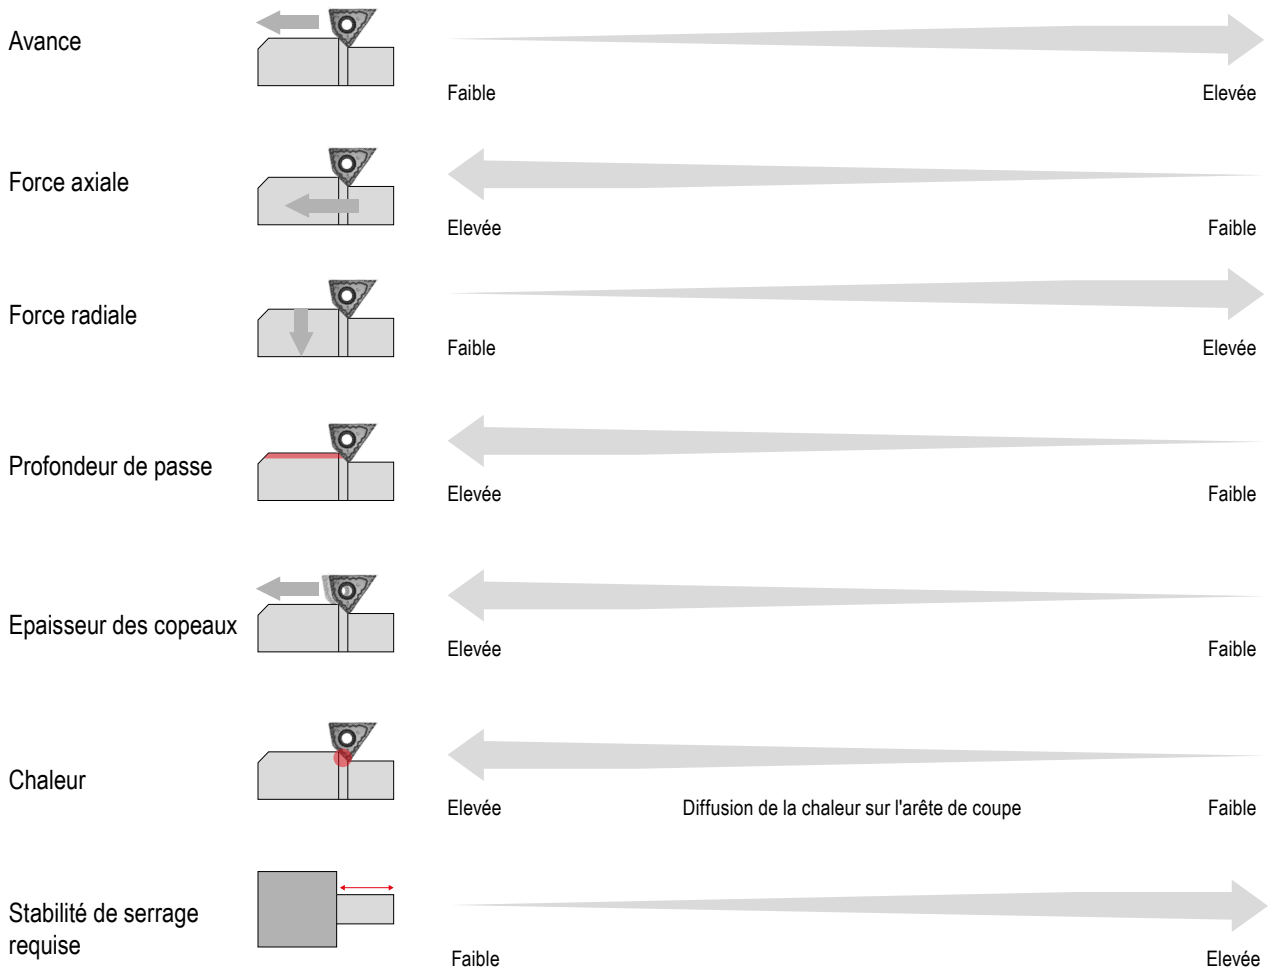 Avance
Faible
Elevée
Force axiale
Elevée
Faible
Force radiale
Faible
Elevée
Profondeur de passe
Elevée
Faible
Epaisseur des copeaux
Elevée
Faible
Chaleur
Elevée
Diffusion de la chaleur sur l'arête de coupe
Faible
Stabilité de serrage
requise
Faible
Elevée